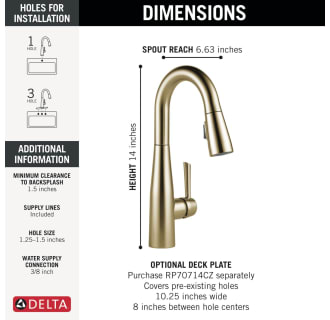 HOLES FOR
INSTALLATION
1
HOLE
3
HOLE
ADDITIONAL
INFORMATION
MINIMUM CLEARANCE
TO BACKSPLASH
1.5 inches
SUPPLY LINES
Included
HOLE SIZE
1.25–1.5 inches
WATER SUPPLY
CONNECTION
3/8 inch
DELTA
DIMENSIONS
SPOUT REACH 6.63 inches
HEIGHT 14 inches
OPTIONAL DECK PLATE
Purchase RP70714CZ separately
Covers pre-existing holes
10.25 inches wide
8 inches between hole centers